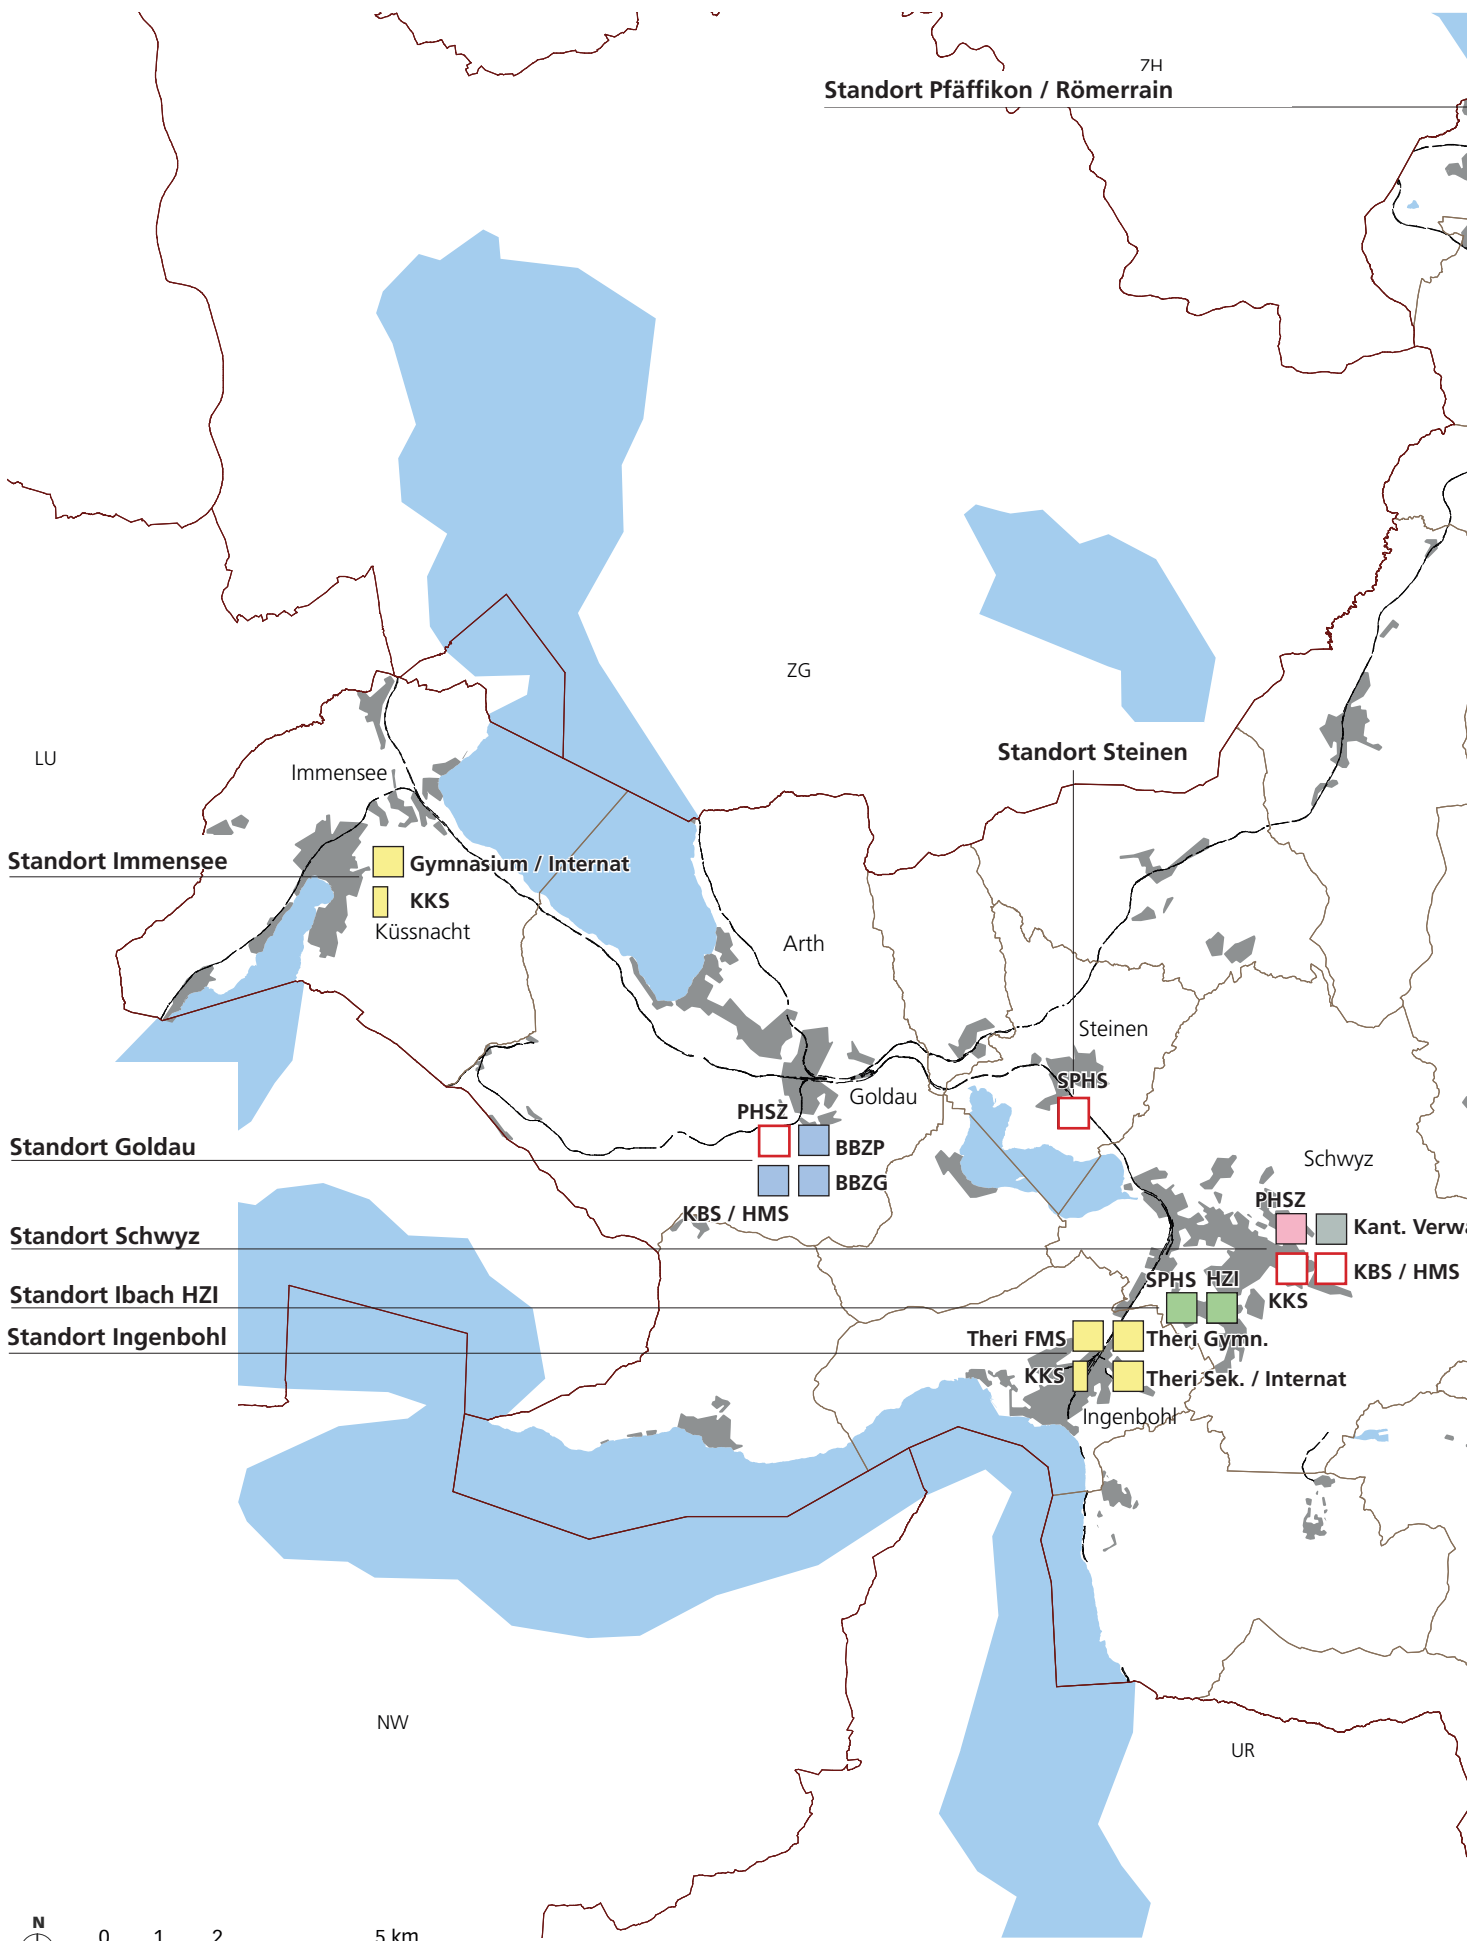 7H
Standort Pfäffikon / Römerrain
ZG
Standort Steinen
LU
Immensee
Standort Immensee
Gymnasium / Internat
KKS
Küssnacht
Arth
Steinen
SPHS
Goldau
PHSZ
Standort Goldau
BBZP
BBZG
KBS / HMS
Schwyz
PHSZ
Standort Schwyz
Kant. Verwa
KBS / HMS
SPHS HZI
KKS
Standort Ibach HZI
Standort Ingenbohl
Theri FMS
Theri Gymn.
KKS
Theri Sek. / Internat
Ingenbohl
NW
UR
N
0 1 2 5 km